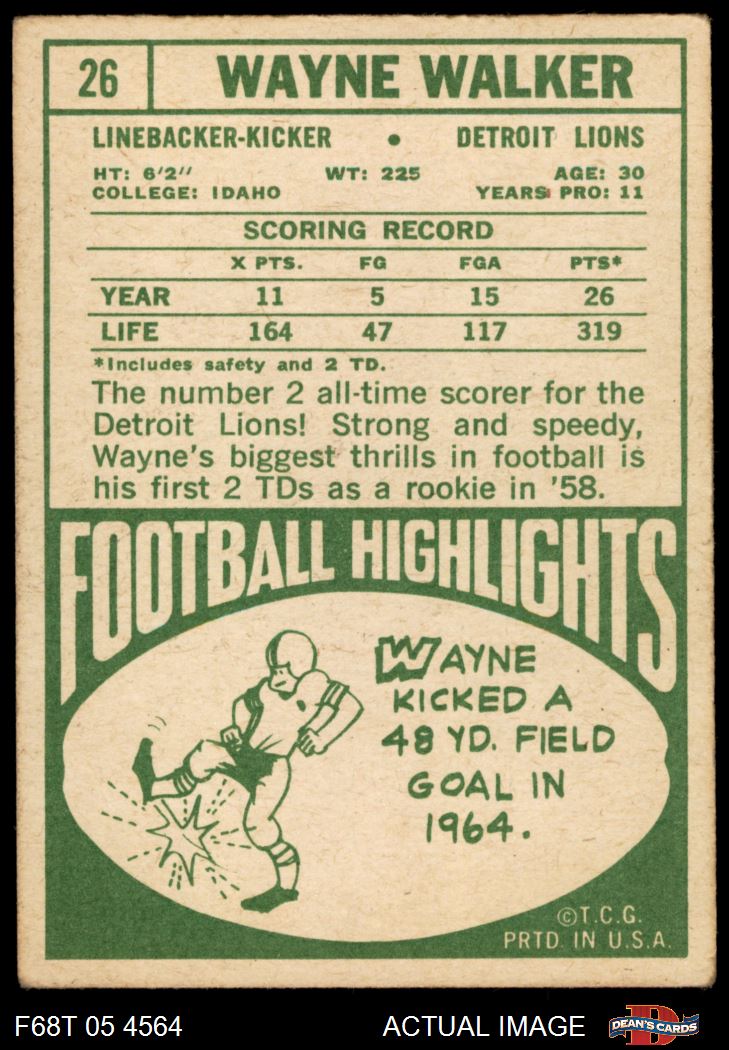 26 WAYNE WALKER
LINEBACKER-KICKER • DETROIT LIONS
HT: 6'2" WT: 225 AGE: 30
COLLEGE: IDAHO YEARS PRO: 11
SCORING RECORD
X PTS. FG FGA PTS*
YEAR 11 5 15 26
LIFE 164 47 117 319
*Includes safety and 2 TD.
The number 2 all-time scorer for the
Detroit Lions! Strong and speedy,
Wayne's biggest thrills in football is
his first 2 TDs as a rookie in '58.
FOOTBALL HIGHLIGHTS
WAYNE
KICKED A
48 YD. FIELD
GOAL IN
1964.
©T.C.G.
PRTD. IN U.S.A.
F68T 05 4564 ACTUAL IMAGE D DEAN'S CARDS